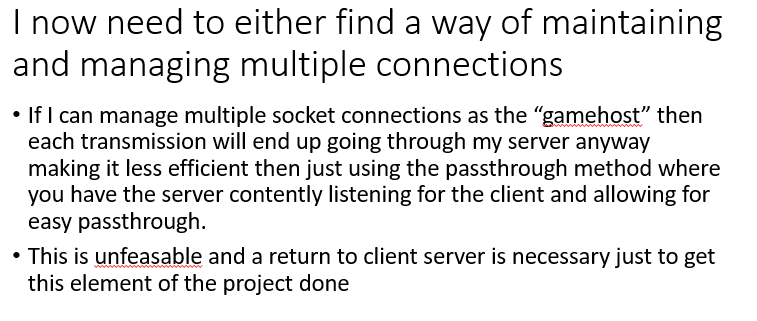 I now need to either find a way of maintaining
and managing multiple connections
• If I can manage multiple socket connections as the “gamehost” then
each transmission will end up going through my server anyway
making it less efficient then just using the passthrough method where
you have the server contently listening for the client and allowing for
easy passthrough.
• This is unfeasable and a return to client server is necessary just to get
this element of the project done